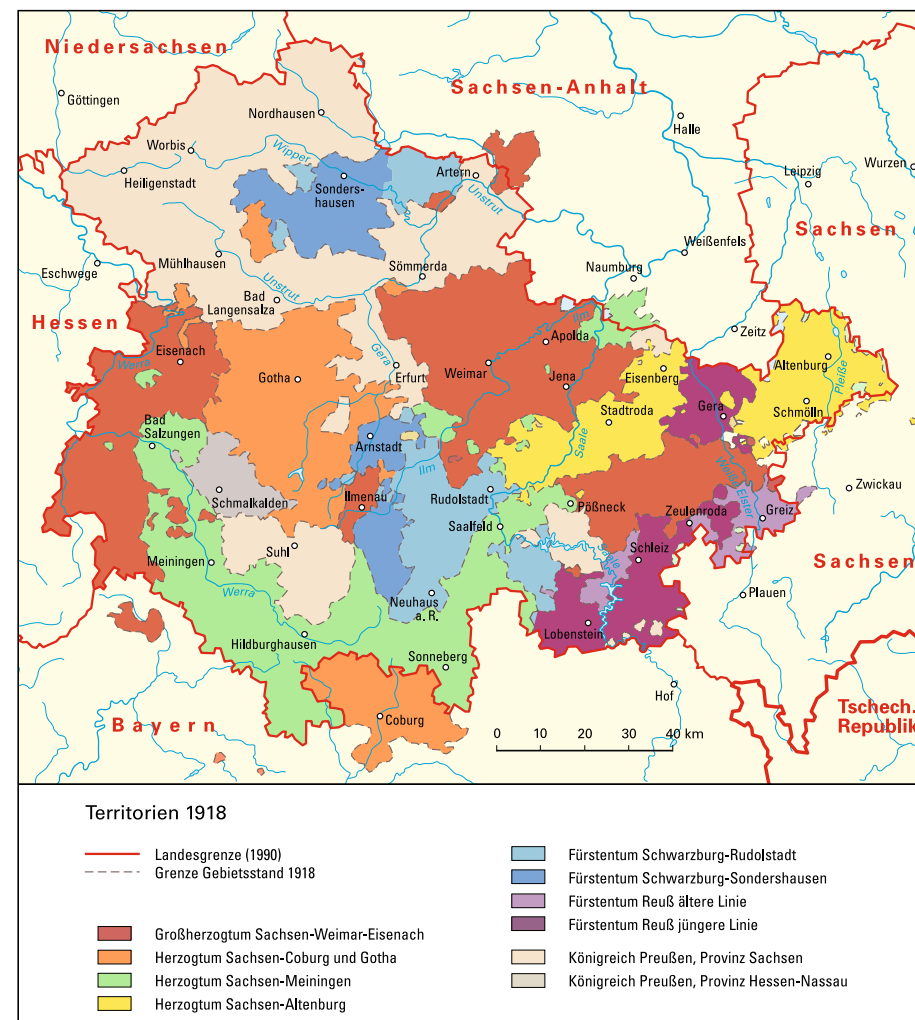 Niedersachsen
Sachsen-Anhalt
Göttingen
Nordhausen
Halle
Worbis
Wipper
Leipzig
Wurzen
Heiligenstadt
Sonders-
hausen
Artern
Unstrut
Sachsen
Mühlhausen
Weißenfels
Eschwege
Sömmerda
Naumburg
Unstrut
Bad
Langensalza
Hessen
Ilm
Zeitz
Apolda
Eisenach
Werra
Gera
Erfurt
Weimar
Altenburg
Pleiße
Gotha
Jena
Eisenberg
Stadtroda
Schmölln
Bad
Salzungen
Gera
Arnstadt
Saale
Ilm
Weiße Elster
Schmalkalden
Ilmenau
Rudolstadt
Zwickau
Pößneck
Zeulenroda
Greiz
Saalfeld
Suhl
Saale
Schleiz
Meiningen
Sachsen
Werra
Neuhaus
a. R.
Plauen
Lobenstein
Hildburghausen
Sonneberg
Hof
Bayern
Coburg
Tschech.
Republik
0 10 20 30 40 km
Territorien 1918
Landesgrenze (1990)
Grenze Gebietsstand 1918
Großherzogtum Sachsen-Weimar-Eisenach
Herzogtum Sachsen-Coburg und Gotha
Herzogtum Sachsen-Meiningen
Herzogtum Sachsen-Altenburg
Fürstentum Schwarzburg-Rudolstadt
Fürstentum Schwarzburg-Sondershausen
Fürstentum Reuß ältere Linie
Fürstentum Reuß jüngere Linie
Königreich Preußen, Provinz Sachsen
Königreich Preußen, Provinz Hessen-Nassau